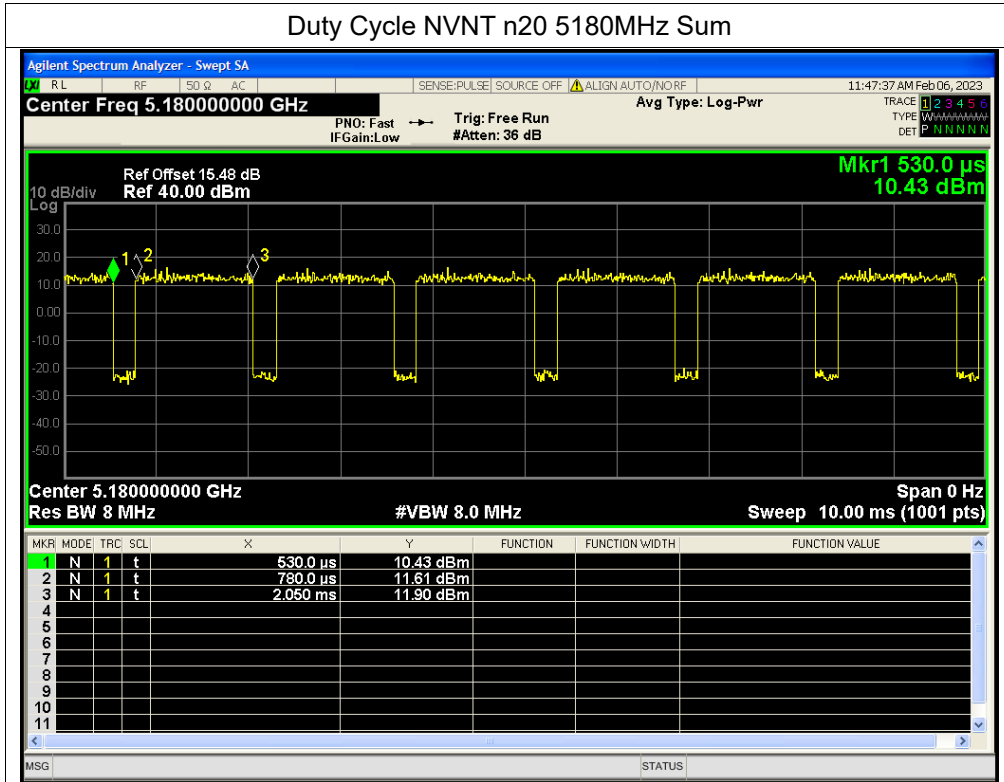 Duty Cycle NVNT n20 5180MHz Sum
Agilent Spectrum Analyzer - Swept SA
LXI RL RF 50 Ω AC SENSE:PULSE SOURCE OFF ALIGN AUTO/NO RF 11:47:37 AM Feb 06, 2023
Center Freq 5.180000000 GHz Avg Type: Log-Pwr TRACE 1 2 3 4 5 6
PNO: Fast Trig: Free Run TYPE WWWWWW
IFGain:Low #Atten: 36 dB DET P N N N N N
Mkr1 530.0 µs
Ref Offset 15.48 dB
10 dB/div Ref 40.00 dBm 10.43 dBm
Log
30.0
20.0
10.0
0.00
-10.0
-20.0
-30.0
-40.0
-50.0
1 2 3
Center 5.180000000 GHz Span 0 Hz
Res BW 8 MHz #VBW 8.0 MHz Sweep 10.00 ms (1001 pts)
MKR MODE TRC SCL X Y FUNCTION FUNCTION WIDTH FUNCTION VALUE
1 N 1 t 530.0 µs 10.43 dBm
2 N 1 t 780.0 µs 11.61 dBm
3 N 1 t 2.050 ms 11.90 dBm
4
5
6
7
8
9
10
11
MSG STATUS